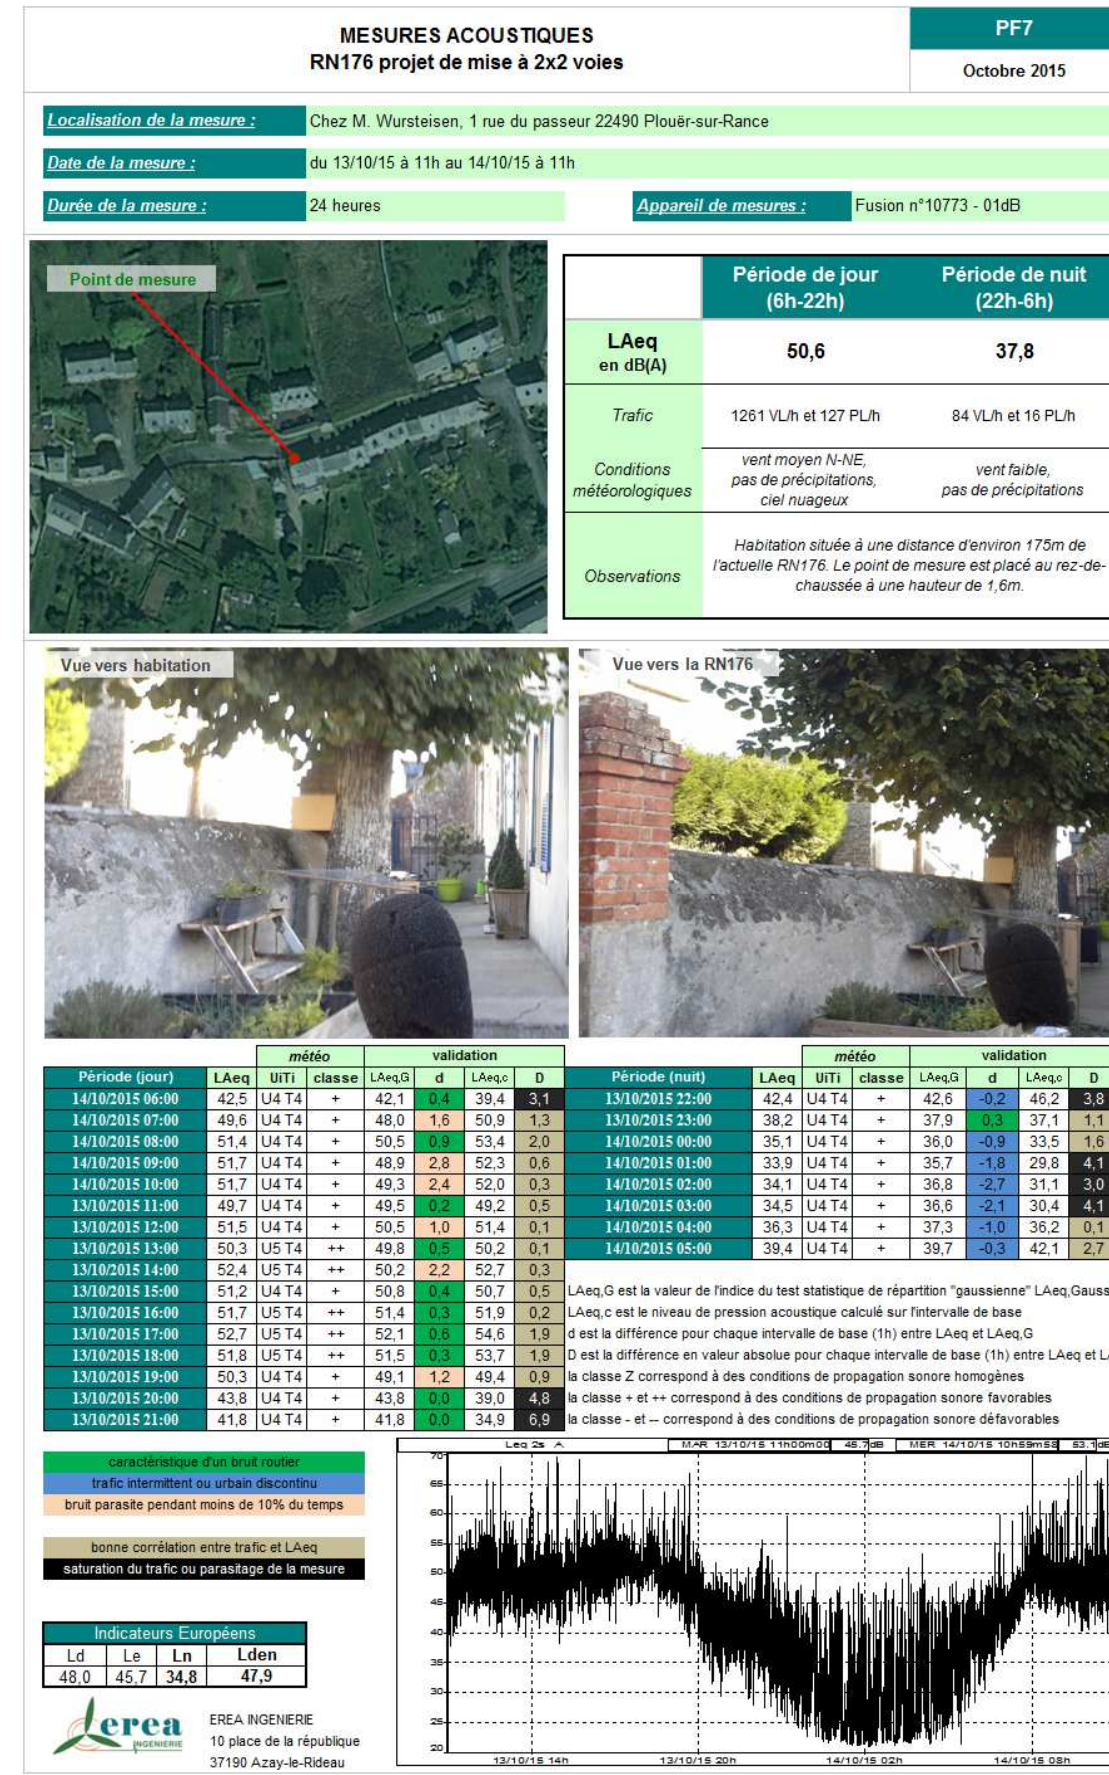 MESURES ACOUSTIQUES
RN176 projet de mise à 2x2 voies
PF7
Octobre 2015
Localisation de la mesure : Chez M. Wursteisen, 1 rue du passeur 22490 Plouër-sur-Rance
Date de la mesure : du 13/10/15 à 11h au 14/10/15 à 11h
Durée de la mesure : 24 heures Appareil de mesures : Fusion n°10773 - 01dB
Point de mesure
Période de jour (6h-22h) Période de nuit (22h-6h)
LAeq en dB(A) 50,6 37,8
Trafic 1261 VL/h et 127 PL/h 84 VL/h et 16 PL/h
Conditions météorologiques vent moyen N-NE, pas de précipitations, ciel nuageux vent faible, pas de précipitations
Observations Habitation située à une distance d'environ 175m de l'actuelle RN176. Le point de mesure est placé au rez-de-chaussée à une hauteur de 1,6m.
Vue vers habitation
Vue vers la RN176
météo validation
Période (jour) LAeq UiTi classe LAeq,G d LAeq,c D
14/10/2015 06:00 42,5 U4 T4 + 42,1 0,4 39,4 3,1
14/10/2015 07:00 49,6 U4 T4 + 48,0 1,6 50,9 1,3
14/10/2015 08:00 51,4 U4 T4 + 50,5 0,9 53,4 2,0
14/10/2015 09:00 51,7 U4 T4 + 48,9 2,8 52,3 0,6
14/10/2015 10:00 51,7 U4 T4 + 49,3 2,4 52,0 0,3
13/10/2015 11:00 49,7 U4 T4 + 49,5 0,2 49,2 0,5
13/10/2015 12:00 51,5 U4 T4 + 50,5 1,0 51,4 0,1
13/10/2015 13:00 50,3 U5 T4 ++ 49,8 0,5 50,2 0,1
13/10/2015 14:00 52,4 U5 T4 ++ 50,2 2,2 52,7 0,3
13/10/2015 15:00 51,2 U4 T4 + 50,8 0,4 50,7 0,5
13/10/2015 16:00 51,7 U5 T4 ++ 51,4 0,3 51,9 0,2
13/10/2015 17:00 52,7 U5 T4 ++ 52,1 0,6 54,6 1,9
13/10/2015 18:00 51,8 U5 T4 ++ 51,5 0,3 53,7 1,9
13/10/2015 19:00 50,3 U4 T4 + 49,1 1,2 49,4 0,9
13/10/2015 20:00 43,8 U4 T4 + 43,8 0,0 39,0 4,8
13/10/2015 21:00 41,8 U4 T4 + 41,8 0,0 34,9 6,9
météo validation
Période (nuit) LAeq UiTi classe LAeq,G d LAeq,c D
13/10/2015 22:00 42,4 U4 T4 + 42,6 -0,2 46,2 3,8
13/10/2015 23:00 38,2 U4 T4 + 37,9 0,3 37,1 1,1
14/10/2015 00:00 35,1 U4 T4 + 36,0 -0,9 33,5 1,6
14/10/2015 01:00 33,9 U4 T4 + 35,7 -1,8 29,8 4,1
14/10/2015 02:00 34,1 U4 T4 + 36,8 -2,7 31,1 3,0
14/10/2015 03:00 34,5 U4 T4 + 36,6 -2,1 30,4 4,1
14/10/2015 04:00 36,3 U4 T4 + 37,3 -1,0 36,2 0,1
14/10/2015 05:00 39,4 U4 T4 + 39,7 -0,3 42,1 2,7
LAeq,G est la valeur de l'indice du test statistique de répartition "gaussienne" LAeq,Gauss
LAeq,c est le niveau de pression acoustique calculé sur l'intervalle de base
d est la différence pour chaque intervalle de base (1h) entre LAeq et LAeq,G
D est la différence en valeur absolue pour chaque intervalle de base (1h) entre LAeq et
la classe Z correspond à des conditions de propagation sonore homogènes
la classe + et ++ correspond à des conditions de propagation sonore favorables
la classe - et -- correspond à des conditions de propagation sonore défavorables
caractéristique d'un bruit routier
trafic intermittent ou urbain discontinu
bruit parasite pendant moins de 10% du temps
bonne corrélation entre trafic et LAeq
saturation du trafic ou parasitage de la mesure
Indicateurs Européens
Ld Le Ln Lden
48,0 45,7 34,8 47,9
erea
INGENIERIE
EREA INGENIERIE
10 place de la république
37190 Azay-le-Rideau
Leq 2s A MAR 13/10/15 11h00m00 45.7dB MER 14/10/15 10h59m58 53.1dB
70
65
60
55
50
45
40
35
30
25
20
13/10/15 14h 13/10/15 20h 14/10/15 02h 14/10/15 08h